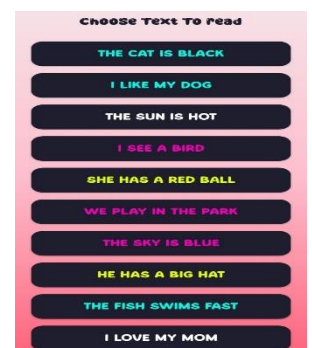 Choose Text To read
THE CAT IS BLACK
I LIKE MY DOG
THE SUN IS HOT
I SEE A BIRD
SHE HAS A RED BALL
WE PLAY IN THE PARK
THE SKY IS BLUE
HE HAS A BIG HAT
THE FISH SWIMS FAST
I LOVE MY MOM